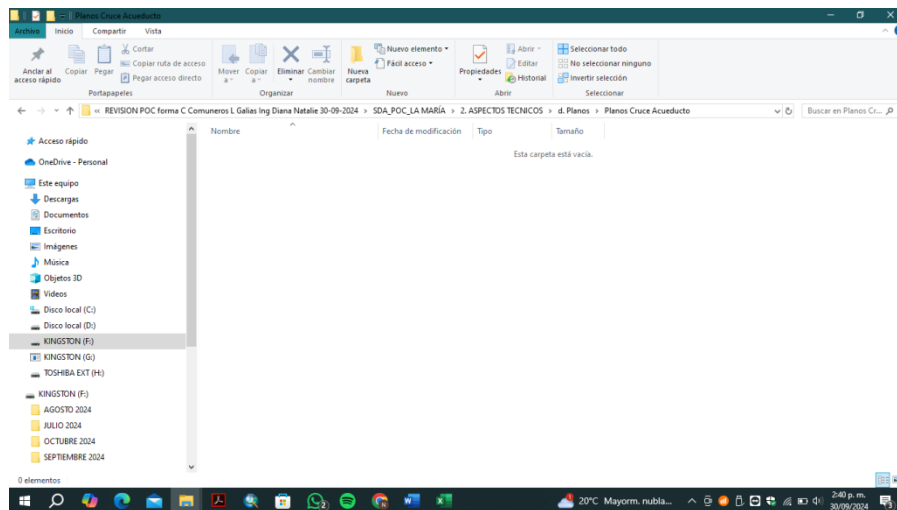 Planos Cruce Acueducto
Archivo Inicio Compartir Vista
Anclar al acceso rápido
Copiar
Pegar
Cortar
Copiar ruta de acceso
Pegar acceso directo
Portapapeles
Mover a
Copiar a
Eliminar
Cambiar nombre
Organizar
Nueva carpeta
Nuevo elemento
Fácil acceso
Nuevo
Propiedades
Abrir
Editar
Historial
Abrir
Seleccionar todo
No seleccionar ninguno
Invertir selección
Seleccionar
« REVISION POC forma C Comuneros L Galias Ing Diana Natalie 30-09-2024 > SDA_POC_LA MARÍA > 2. ASPECTOS TECNICOS > d. Planos > Planos Cruce Acueducto
Buscar en Planos Cr...
Nombre Fecha de modificación Tipo Tamaño
Esta carpeta está vacía.
Acceso rápido
OneDrive - Personal
Este equipo
Descargas
Documentos
Escritorio
Imágenes
Música
Objetos 3D
Videos
Disco local (C:)
Disco local (D:)
KINGSTON (F:)
KINGSTON (G:)
TOSHIBA EXT (H:)
KINGSTON (F:)
AGOSTO 2024
JULIO 2024
OCTUBRE 2024
SEPTIEMBRE 2024
0 elementos
20°C Mayorm. nubla...
2:40 p. m.
30/09/2024